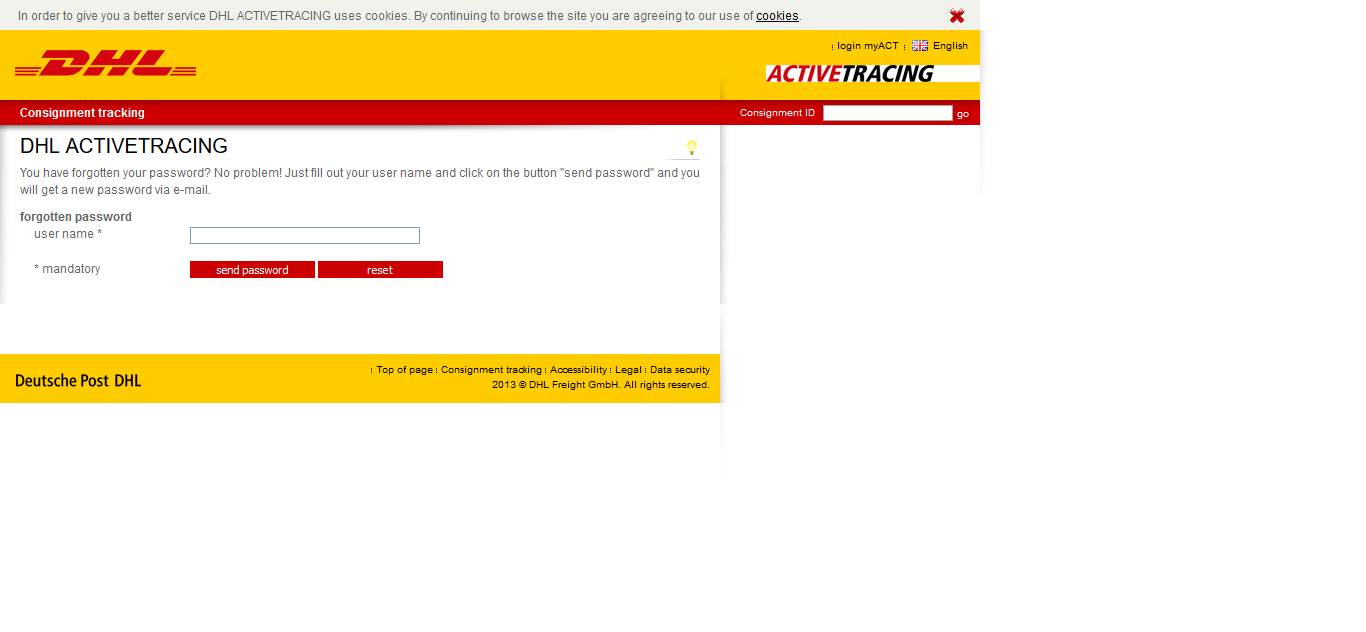 In order to give you a better service DHL ACTIVETRACING uses cookies. By continuing to browse the site you are agreeing to our use of cookies.
DHL
login myACT : English
ACTIVETRACING
Consignment tracking
Consignment ID go
DHL ACTIVETRACING
You have forgotten your password? No problem! Just fill out your user name and click on the button "send password" and you
will get a new password via e-mail.
forgotten password
user name *
* mandatory send password reset
Deutsche Post DHL
: Top of page : Consignment tracking : Accessibility : Legal : Data security
2013 © DHL Freight GmbH. All rights reserved.